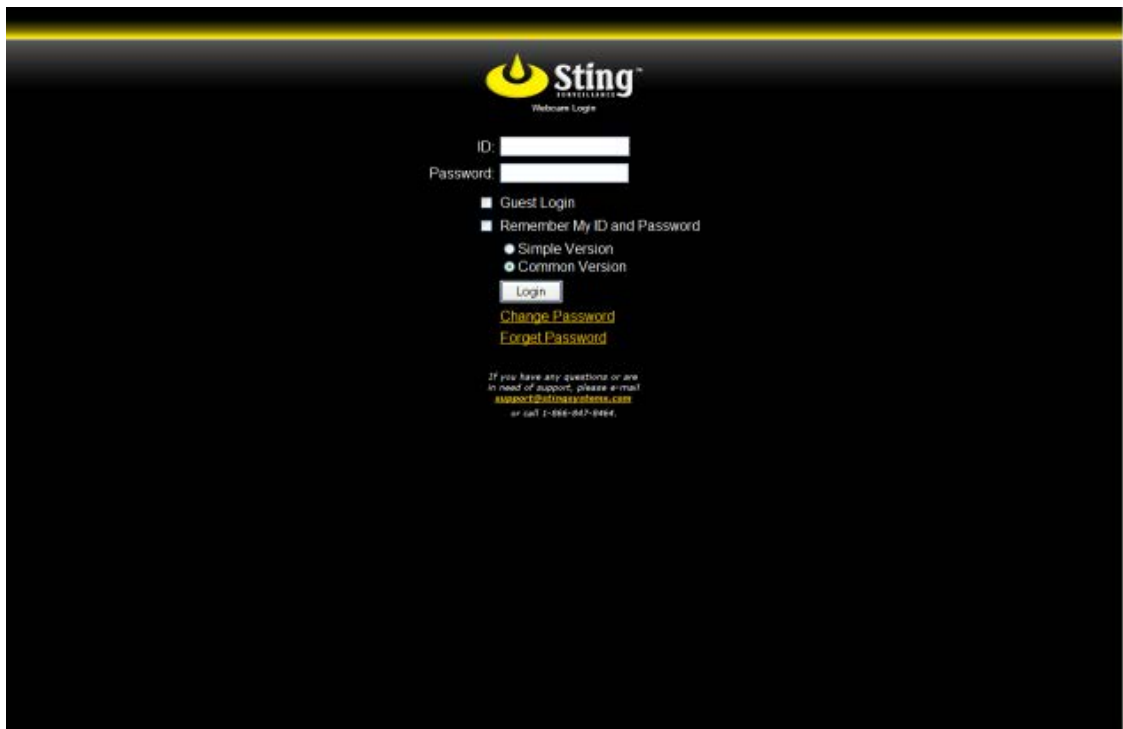 Sting™
SURVEILLANCE
Webcam Login
ID:
Password:
Guest Login
Remember My ID and Password
Simple Version
Common Version
Login
Change Password
Forget Password
If you have any questions or are
in need of support, please e-mail
support@stingsystems.com
or call 1-866-847-8464.